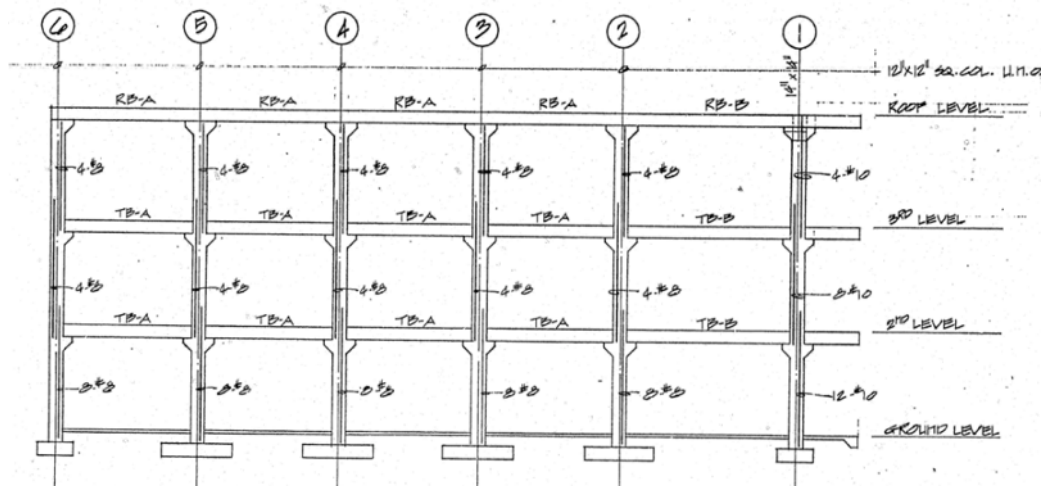 6 5 4 3 2 1
12"x12" SQ. COL. U.N.O.
14" x 14"
RB-A RB-A RB-A RB-A RB-B ROOF LEVEL
4-#8 4-#8 4-#8 4-#8 4-#8 4-#10
TB-A TB-A TB-A TB-A TB-B 3RD LEVEL
4-#8 4-#8 4-#8 4-#8 4-#8 8-#10
TB-A TB-A TB-A TB-A TB-B 2ND LEVEL
8-#8 8-#8 8-#8 8-#8 8-#8 12-#10
GROUND LEVEL